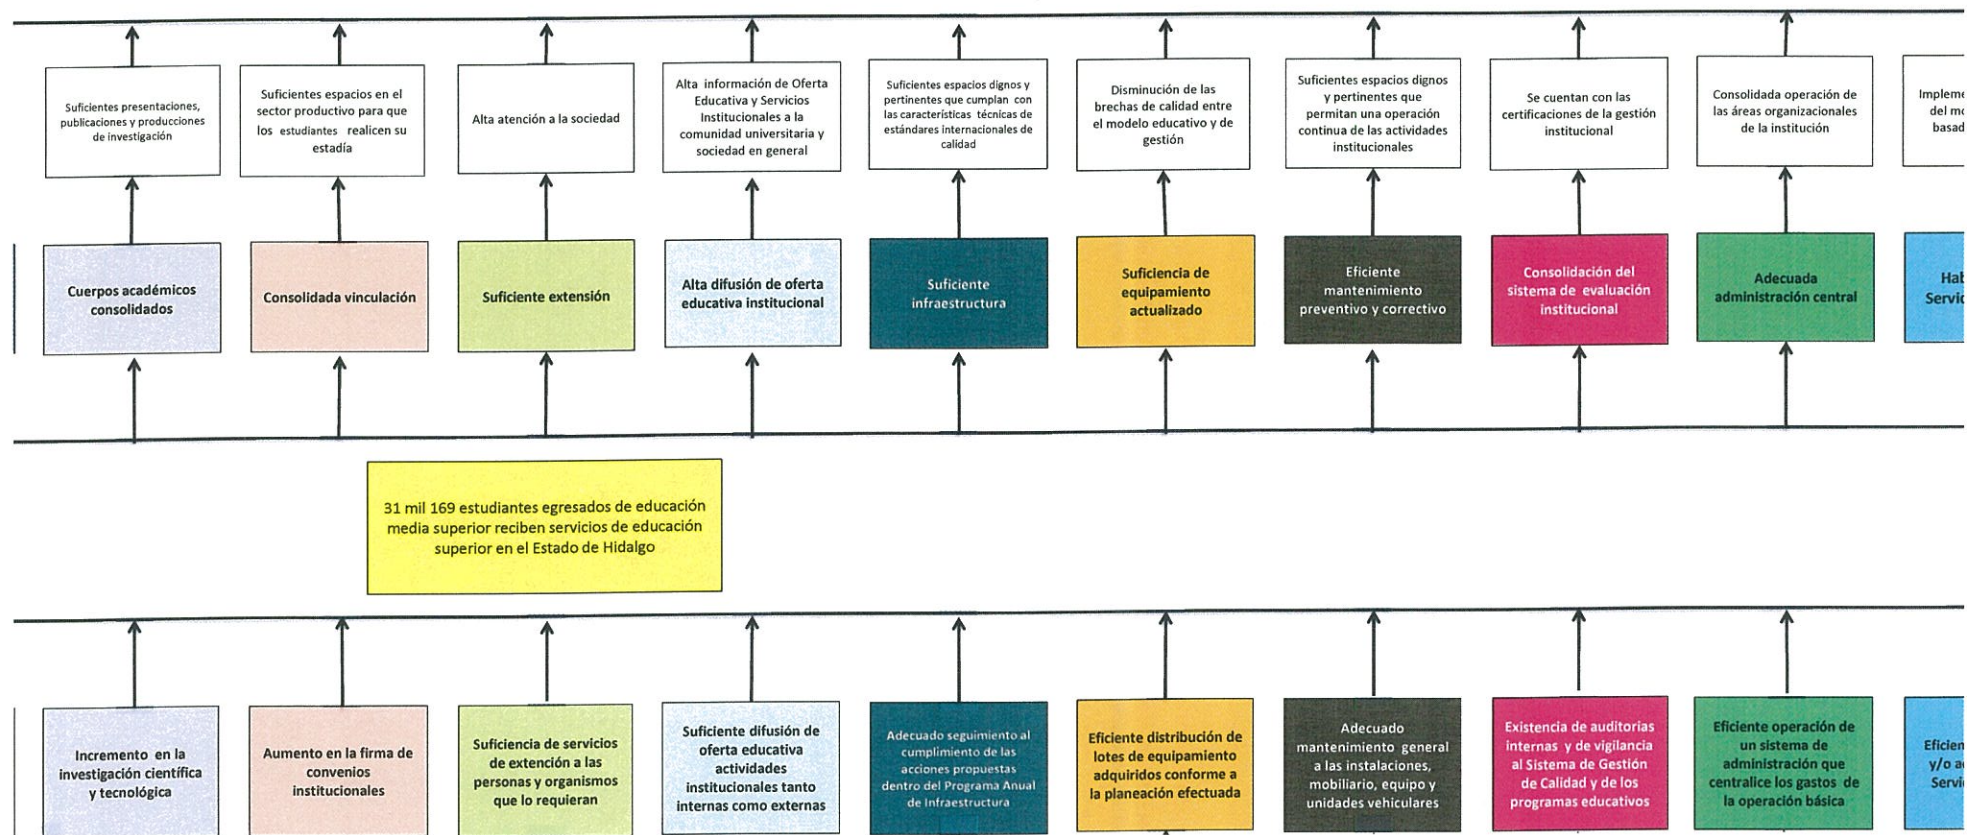 Suficientes presentaciones,
publicaciones y producciones
de investigación
Suficientes espacios en el
sector productivo para que
los estudiantes realicen su
estadía
Alta atención a la sociedad
Alta información de Oferta
Educativa y Servicios
Institucionales a la
comunidad universitaria y
sociedad en general
Suficientes espacios dignos y
pertinentes que cumplan con
las características técnicas de
estándares internacionales de
calidad
Disminución de las
brechas de calidad entre
el modelo educativo y de
gestión
Suficientes espacios dignos
y pertinentes que
permitan una operación
continua de las actividades
institucionales
Se cuentan con las
certificaciones de la gestión
institucional
Consolidada operación de
las áreas organizacionales
de la institución
Impleme
del mo
basad
Cuerpos académicos
consolidados
Consolidada vinculación
Suficiente extensión
Alta difusión de oferta
educativa institucional
Suficiente
infraestructura
Suficiencia de
equipamiento
actualizado
Eficiente
mantenimiento
preventivo y correctivo
Consolidación del
sistema de evaluación
institucional
Adecuada
administración central
Hab
Servic
31 mil 169 estudiantes egresados de educación
media superior reciben servicios de educación
superior en el Estado de Hidalgo
Incremento en la
investigación científica
y tecnológica
Aumento en la firma de
convenios
institucionales
Suficiencia de servicios
de extención a las
personas y organismos
que lo requieran
Suficiente difusión de
oferta educativa
actividades
institucionales tanto
internas como externas
Adecuado seguimiento al
cumplimiento de las
acciones propuestas
dentro del Programa Anual
de Infraestructura
Eficiente distribución de
lotes de equipamiento
adquiridos conforme a
la planeación efectuada
Adecuado
mantenimiento general
a las instalaciones,
mobiliario, equipo y
unidades vehiculares
Existencia de auditorias
internas y de vigilancia
al Sistema de Gestión
de Calidad y de los
programas educativos
Eficiente operación de
un sistema de
administración que
centralice los gastos de
la operación básica
Eficien
y/o a
Servi